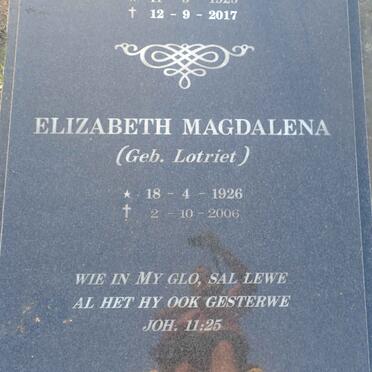 † 12 - 9 - 2017
ELIZABETH MAGDALENA
(Geb. Lotriet)
★ 18 - 4 - 1926
† 2 - 10 - 2006
WIE IN MY GLO, SAL LEWE
AL HET HY OOK GESTERWE
JOH. 11:25